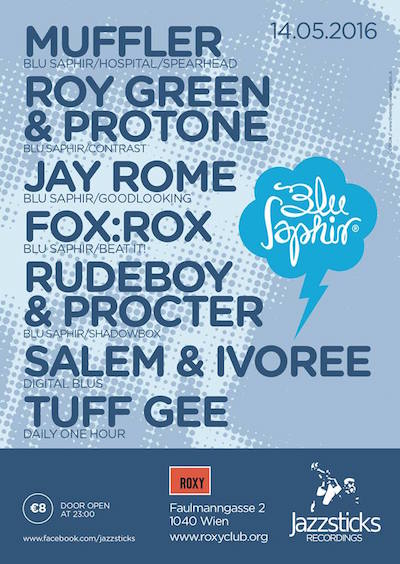 14.05.2016
MUFFLER
BLU SAPHIR/HOSPITAL/SPEARHEAD
ROY GREEN
& PROTONE
BLU SAPHIR/CONTRAST
JAY ROME
BLU SAPHIR/GOODLOOKING
FOX:ROX
BLU SAPHIR/BEAT IT!
RUDEBOY
& PROCTER
BLU SAPHIR/SHADOWBOX
SALEM & IVOREE
DIGITAL BLUS
TUFF GEE
DAILY ONE HOUR
Blu
Saphir®
€8
DOOR OPEN
AT 23:00
www.facebook.com/jazzsticks
ROXY
Faulmanngasse 2
1040 Wien
www.roxyclub.org
Jazzsticks
RECORDINGS